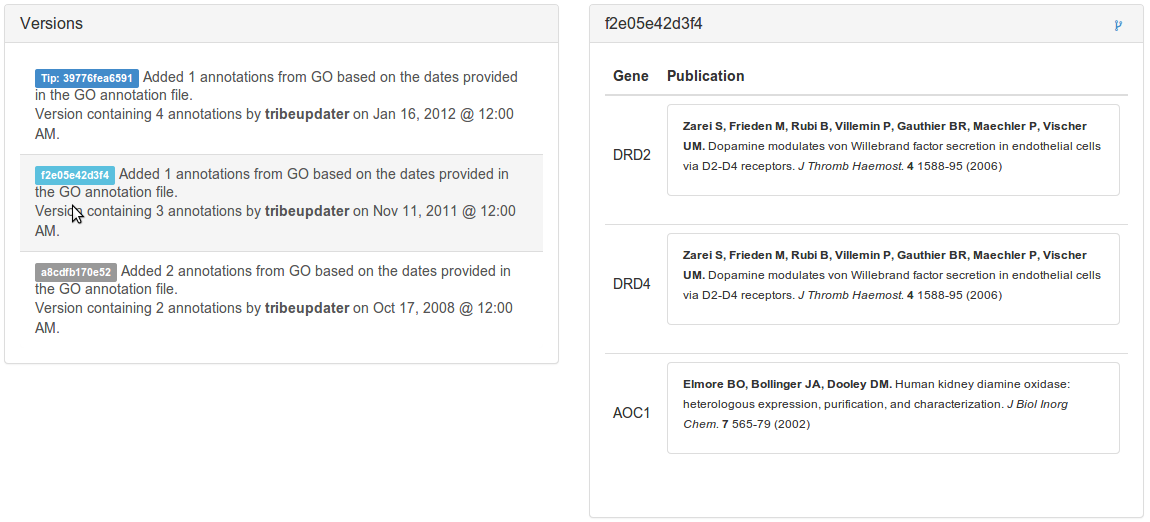 Versions
Tip: 39776fea6591 Added 1 annotations from GO based on the dates provided
in the GO annotation file.
Version containing 4 annotations by tribeupdater on Jan 16, 2012 @ 12:00
AM.
f2e05e42d3f4 Added 1 annotations from GO based on the dates provided in
the GO annotation file.
Version containing 3 annotations by tribeupdater on Nov 11, 2011 @ 12:00
AM.
a8cdfb170e52 Added 2 annotations from GO based on the dates provided in
the GO annotation file.
Version containing 2 annotations by tribeupdater on Oct 17, 2008 @ 12:00
AM.
f2e05e42d3f4
Gene Publication
DRD2
Zarei S, Frieden M, Rubi B, Villemin P, Gauthier BR, Maechler P, Vischer
UM. Dopamine modulates von Willebrand factor secretion in endothelial cells
via D2-D4 receptors. J Thromb Haemost. 4 1588-95 (2006)
DRD4
Zarei S, Frieden M, Rubi B, Villemin P, Gauthier BR, Maechler P, Vischer
UM. Dopamine modulates von Willebrand factor secretion in endothelial cells
via D2-D4 receptors. J Thromb Haemost. 4 1588-95 (2006)
AOC1
Elmore BO, Bollinger JA, Dooley DM. Human kidney diamine oxidase:
heterologous expression, purification, and characterization. J Biol Inorg
Chem. 7 565-79 (2002)